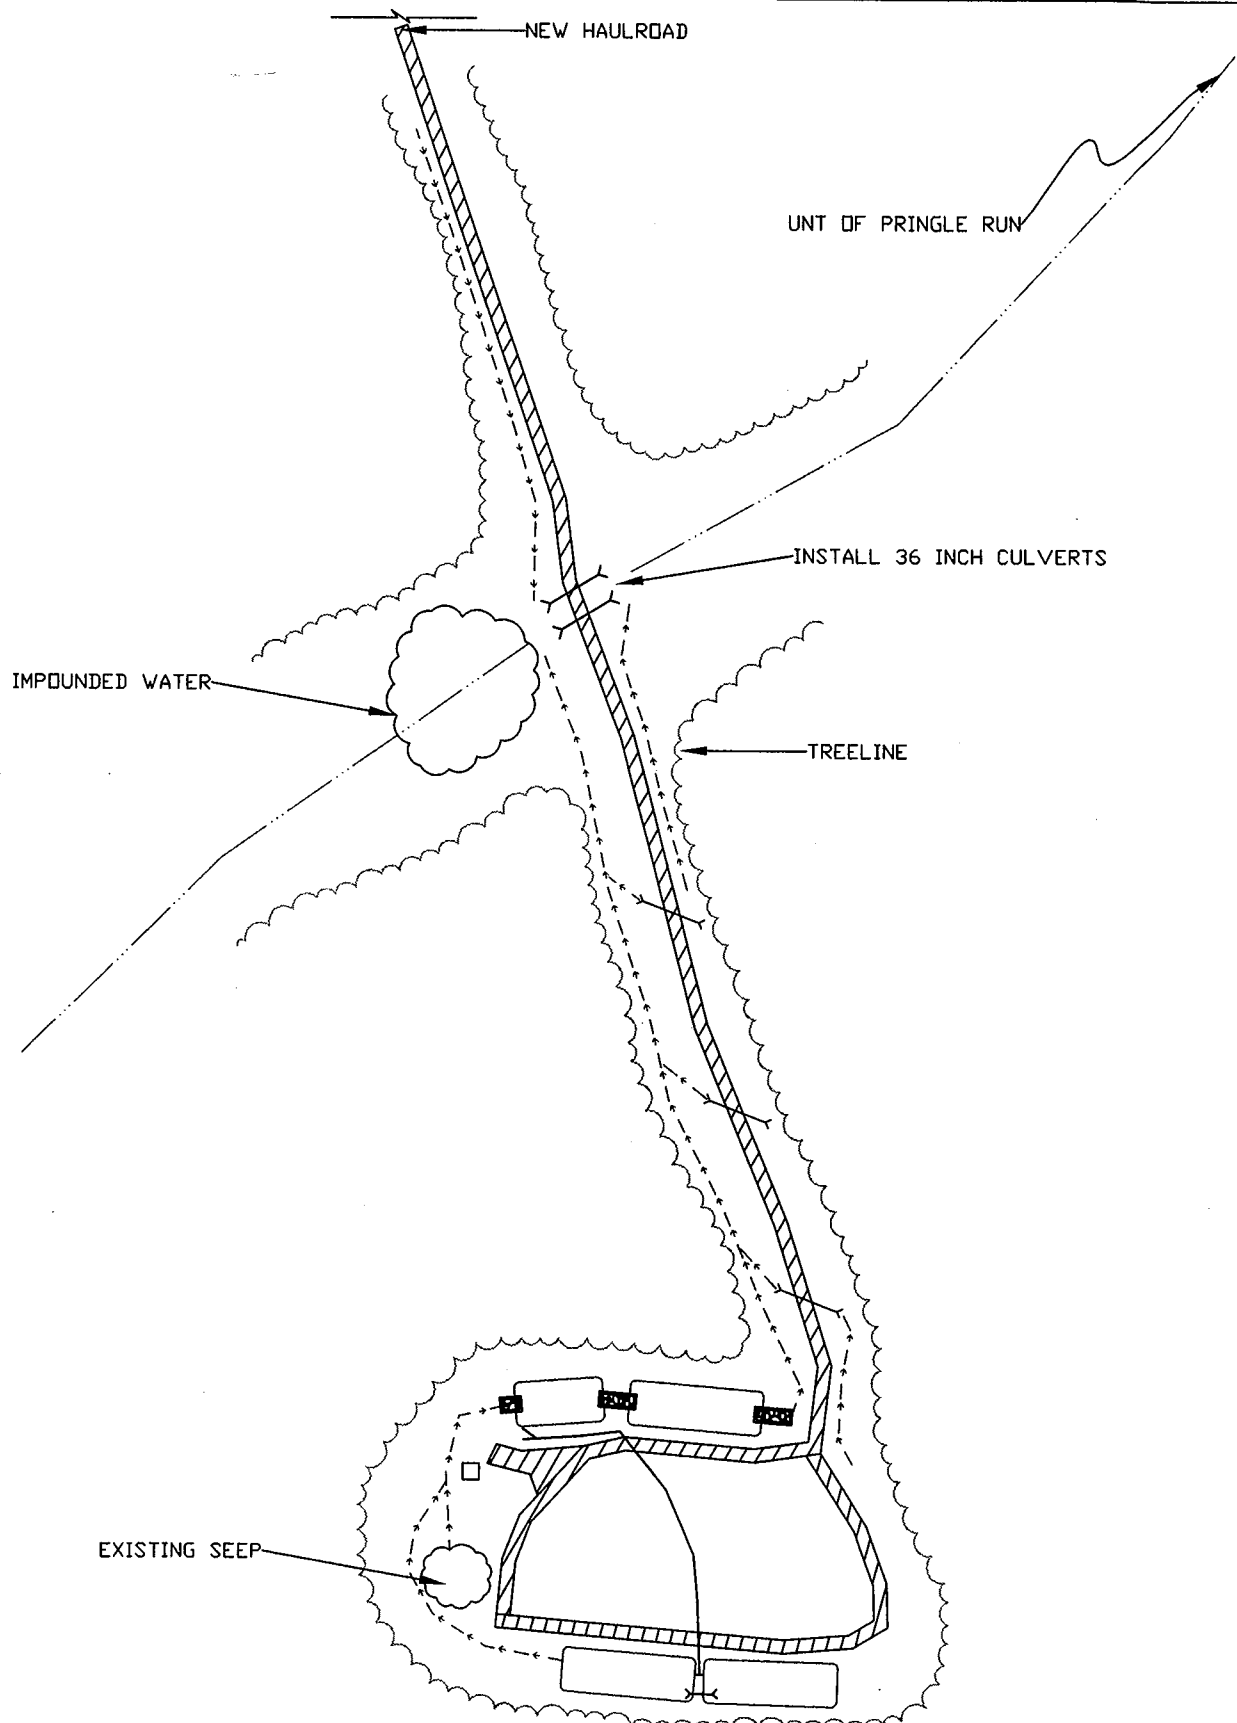 NEW HAULROAD
UNT OF PRINGLE RUN
INSTALL 36 INCH CULVERTS
IMPOUNDED WATER
TREELINE
EXISTING SEEP